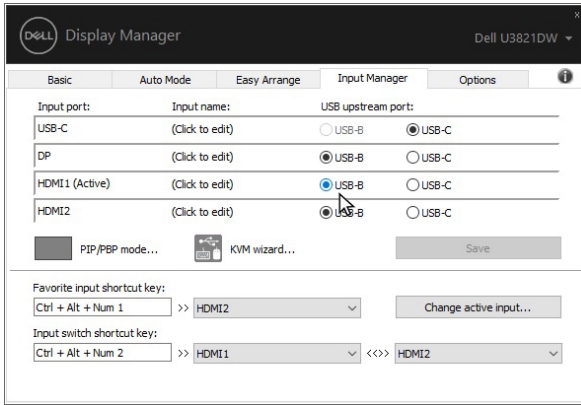 DELL Display Manager
Dell U3821DW
x
Basic Auto Mode Easy Arrange Input Manager Options i
Input port: Input name: USB upstream port:
USB-C (Click to edit) USB-B USB-C
DP (Click to edit) USB-B USB-C
HDMI1 (Active) (Click to edit) USB-B USB-C
HDMI2 (Click to edit) USB-B USB-C
PIP/PBP mode... KVM wizard... Save
Favorite input shortcut key:
Ctrl + Alt + Num 1 >> HDMI2 Change active input...
Input switch shortcut key:
Ctrl + Alt + Num 2 >> HDMI1 <<>> HDMI2